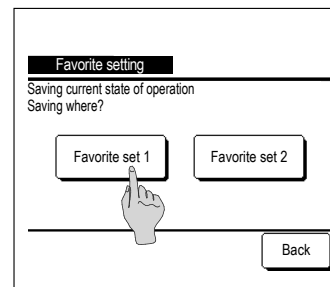 Favorite setting
Saving current state of operation
Saving where?
Favorite set 1
Favorite set 2
Back